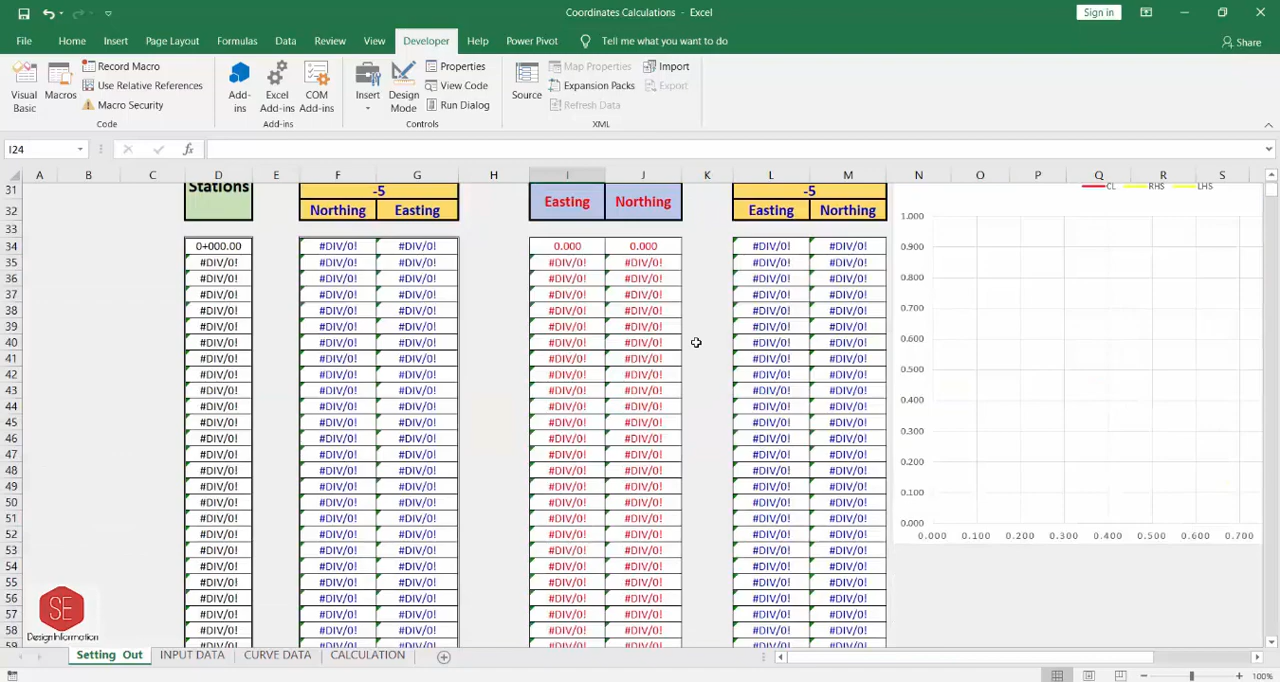 Coordinates Calculations - Excel
Sign in
File Home Insert Page Layout Formulas Data Review View Developer Help Power Pivot Tell me what you want to do Share
Visual Basic
Macros
Record Macro
Use Relative References
Macro Security
Code
Add-ins
Excel Add-ins
COM Add-ins
Add-ins
Insert
Design Mode
Properties
View Code
Run Dialog
Controls
Source
Map Properties
Expansion Packs
Refresh Data
Import
Export
XML
I24
fx
A B C D E F G H I J K L M N O P Q R S
31 Stations -5 -5 CL RHS LHS
32 Northing Easting Easting Northing Easting Northing
33
34 0+000.00 #DIV/0! #DIV/0! 0.000 0.000 #DIV/0! #DIV/0!
35 #DIV/0! #DIV/0! #DIV/0! #DIV/0! #DIV/0! #DIV/0! #DIV/0!
36 #DIV/0! #DIV/0! #DIV/0! #DIV/0! #DIV/0! #DIV/0! #DIV/0!
37 #DIV/0! #DIV/0! #DIV/0! #DIV/0! #DIV/0! #DIV/0! #DIV/0!
38 #DIV/0! #DIV/0! #DIV/0! #DIV/0! #DIV/0! #DIV/0! #DIV/0!
39 #DIV/0! #DIV/0! #DIV/0! #DIV/0! #DIV/0! #DIV/0! #DIV/0!
40 #DIV/0! #DIV/0! #DIV/0! #DIV/0! #DIV/0! #DIV/0! #DIV/0!
41 #DIV/0! #DIV/0! #DIV/0! #DIV/0! #DIV/0! #DIV/0! #DIV/0!
42 #DIV/0! #DIV/0! #DIV/0! #DIV/0! #DIV/0! #DIV/0! #DIV/0!
43 #DIV/0! #DIV/0! #DIV/0! #DIV/0! #DIV/0! #DIV/0! #DIV/0!
44 #DIV/0! #DIV/0! #DIV/0! #DIV/0! #DIV/0! #DIV/0! #DIV/0!
45 #DIV/0! #DIV/0! #DIV/0! #DIV/0! #DIV/0! #DIV/0! #DIV/0!
46 #DIV/0! #DIV/0! #DIV/0! #DIV/0! #DIV/0! #DIV/0! #DIV/0!
47 #DIV/0! #DIV/0! #DIV/0! #DIV/0! #DIV/0! #DIV/0! #DIV/0!
48 #DIV/0! #DIV/0! #DIV/0! #DIV/0! #DIV/0! #DIV/0! #DIV/0!
49 #DIV/0! #DIV/0! #DIV/0! #DIV/0! #DIV/0! #DIV/0! #DIV/0!
50 #DIV/0! #DIV/0! #DIV/0! #DIV/0! #DIV/0! #DIV/0! #DIV/0!
51 #DIV/0! #DIV/0! #DIV/0! #DIV/0! #DIV/0! #DIV/0! #DIV/0!
52 #DIV/0! #DIV/0! #DIV/0! #DIV/0! #DIV/0! #DIV/0! #DIV/0!
53 #DIV/0! #DIV/0! #DIV/0! #DIV/0! #DIV/0! #DIV/0! #DIV/0!
54 #DIV/0! #DIV/0! #DIV/0! #DIV/0! #DIV/0! #DIV/0! #DIV/0!
55 #DIV/0! #DIV/0! #DIV/0! #DIV/0! #DIV/0! #DIV/0! #DIV/0!
56 #DIV/0! #DIV/0! #DIV/0! #DIV/0! #DIV/0! #DIV/0! #DIV/0!
57 #DIV/0! #DIV/0! #DIV/0! #DIV/0! #DIV/0! #DIV/0! #DIV/0!
58 #DIV/0! #DIV/0! #DIV/0! #DIV/0! #DIV/0! #DIV/0! #DIV/0!
59 #DIV/0! #DIV/0! #DIV/0! #DIV/0! #DIV/0! #DIV/0! #DIV/0!
1.000
0.900
0.800
0.700
0.600
0.500
0.400
0.300
0.200
0.100
0.000
0.000 0.100 0.200 0.300 0.400 0.500 0.600 0.700
SE
Design Information
Setting Out INPUT DATA CURVE DATA CALCULATION
100%